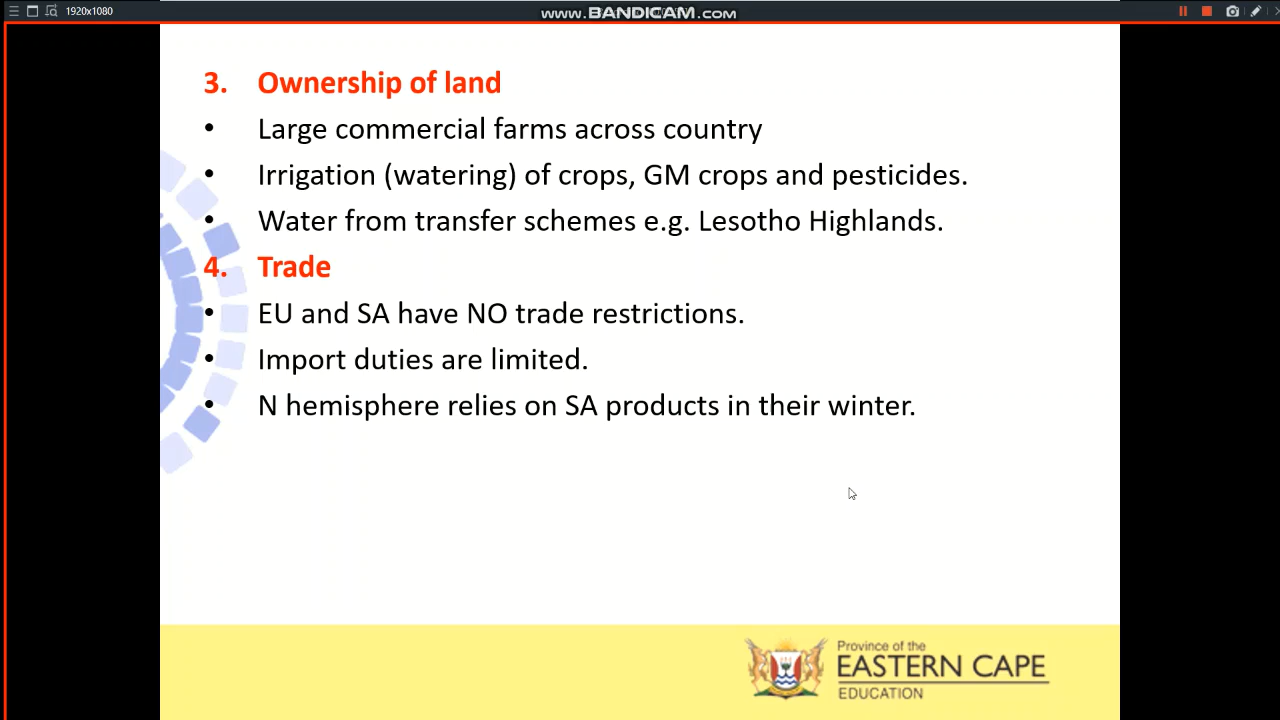 1920x1080
www.BANDICAM.com
3. Ownership of land
• Large commercial farms across country
• Irrigation (watering) of crops, GM crops and pesticides.
• Water from transfer schemes e.g. Lesotho Highlands.
4. Trade
• EU and SA have NO trade restrictions.
• Import duties are limited.
• N hemisphere relies on SA products in their winter.
Province of the
EASTERN CAPE
EDUCATION